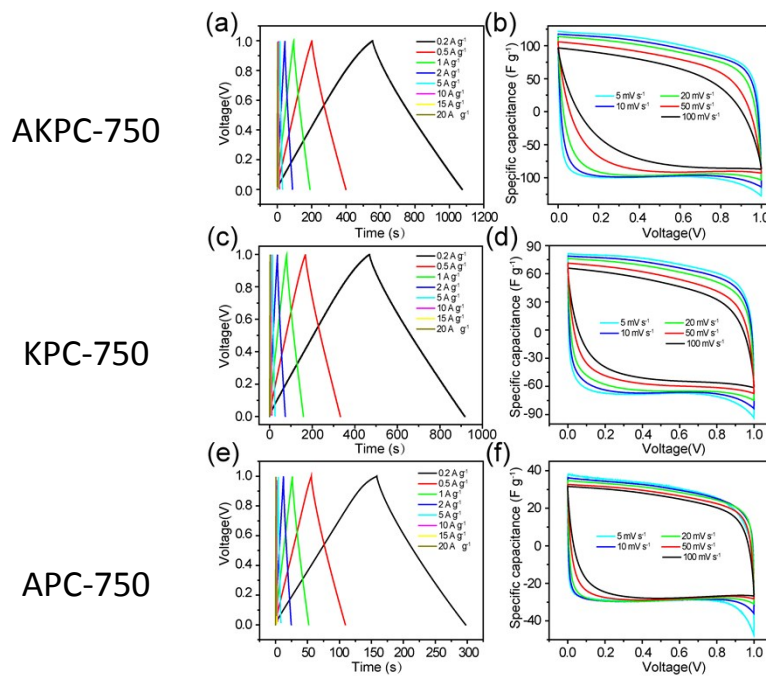 AKPC-750
(a)
Voltage(V)
1.0
0.8
0.6
0.4
0.2
0.0
0.2 A g-1
0.5 A g-1
1 A g-1
2 A g-1
5 A g-1
10 A g-1
15 A g-1
20 A g-1
0 200 400 600 800 1000 1200
Time (s)
(b)
Specific capacitance (F g-1)
100
50
0
-50
-100
5 mV s-1 20 mV s-1
10 mV s-1 50 mV s-1
100 mV s-1
0.0 0.2 0.4 0.6 0.8 1.0
Voltage(V)
KPC-750
(c)
Voltage(V)
1.0
0.8
0.6
0.4
0.2
0.0
0.2 A g-1
0.5 A g-1
1 A g-1
2 A g-1
5 A g-1
10 A g-1
15 A g-1
20 A g-1
0 200 400 600 800 1000
Time (s)
(d)
Specific capacitance (F g-1)
90
60
30
0
-30
-60
-90
5 mV s-1 20 mV s-1
10 mV s-1 50 mV s-1
100 mV s-1
0.0 0.2 0.4 0.6 0.8 1.0
Voltage(V)
APC-750
(e)
Voltage(V)
1.0
0.8
0.6
0.4
0.2
0.0
0.2 A g-1
0.5 A g-1
1 A g-1
2 A g-1
5 A g-1
10 A g-1
15 A g-1
20 A g-1
0 50 100 150 200 250 300
Time (s)
(f)
Specific capacitance (F g-1)
40
20
0
-20
-40
5 mV s-1 20 mV s-1
10 mV s-1 50 mV s-1
100 mV s-1
0.0 0.2 0.4 0.6 0.8 1.0
Voltage(V)